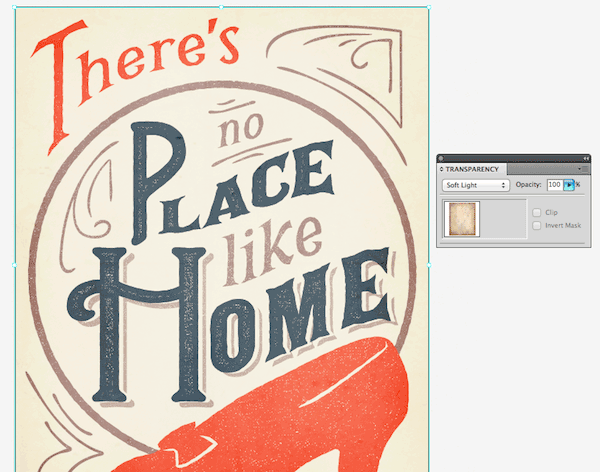 There's
no
PLACE
like
HOME
TRANSPARENCY
Soft Light Opacity: 100 %
Clip
Invert Mask